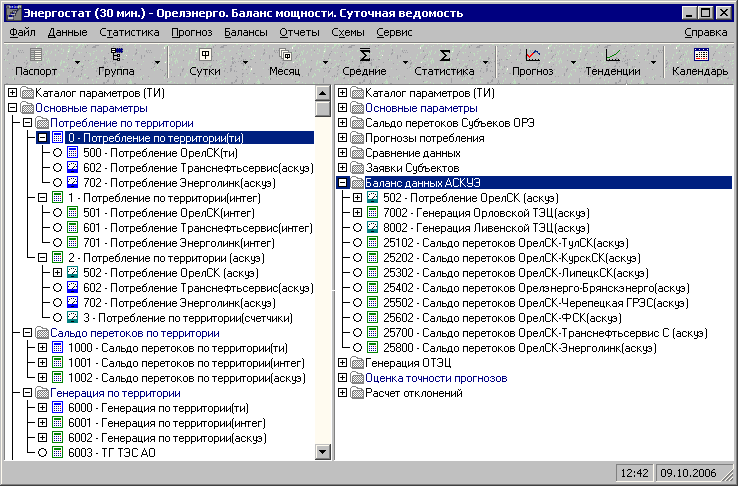 Энергостат (30 мин.) - Орелэнерго. Баланс мощности. Суточная ведомость
Файл Данные Статистика Прогноз Балансы Отчеты Схемы Сервис Справка
Паспорт Группа Сутки Месяц Средние Статистика Прогноз Тенденции Календарь
Каталог параметров (ТИ)
Основные параметры
Потребление по территории
0 - Потребление по территории(ти)
500 - Потребление ОрелСК(ти)
602 - Потребление Транснефтьсервис(аскуэ)
702 - Потребление Энерголинк(аскуэ)
1 - Потребление по территории(интег)
501 - Потребление ОрелСК(интег)
601 - Потребление Транснефтьсервис(интег)
701 - Потребление Энерголинк(интег)
2 - Потребление по территории (аскуэ)
502 - Потребление ОрелСК (аскуэ)
602 - Потребление Транснефтьсервис(аскуэ)
702 - Потребление Энерголинк(аскуэ)
3 - Потребление по территории(счетчики)
Сальдо перетоков по территории
1000 - Сальдо перетоков по территории(ти)
1001 - Сальдо перетоков по территории(интег)
1002 - Сальдо перетоков по территории(аскуэ)
Генерация по территории
6000 - Генерация по территории(ти)
6001 - Генерация по территории(интег)
6002 - Генерация по территории(аскуэ)
6003 - ТГ ТЭС АО
Каталог параметров (ТИ)
Основные параметры
Сальдо перетоков Субъеков ОРЭ
Прогнозы потребления
Сравнение данных
Заявки Субъектов
Баланс данных АСКУЭ
502 - Потребление ОрелСК (аскуэ)
7002 - Генерация Орловской ТЭЦ(аскуэ)
8002 - Генерация Ливенской ТЭЦ(аскуэ)
25102 - Сальдо перетоков ОрелСК-ТулСК(аскуэ)
25202 - Сальдо перетоков ОрелСК-КурскСК(аскуэ)
25302 - Сальдо перетоков ОрелСК-ЛипецкСК(аскуэ)
25402 - Сальдо перетоков Орелэнерго-Брянскэнерго(аскуэ)
25502 - Сальдо перетоков ОрелСК-Черепецкая ГРЭС(аскуэ)
25602 - Сальдо перетоков ОрелСК-ФСК(аскуэ)
25700 - Сальдо перетоков ОрелСК-Транснефтьсервис С (аскуэ)
25800 - Сальдо перетоков ОрелСК-Энерголинк(аскуэ)
Генерация ОТЭЦ
Оценка точности прогнозов
Расчет отклонений
12:42 09.10.2006